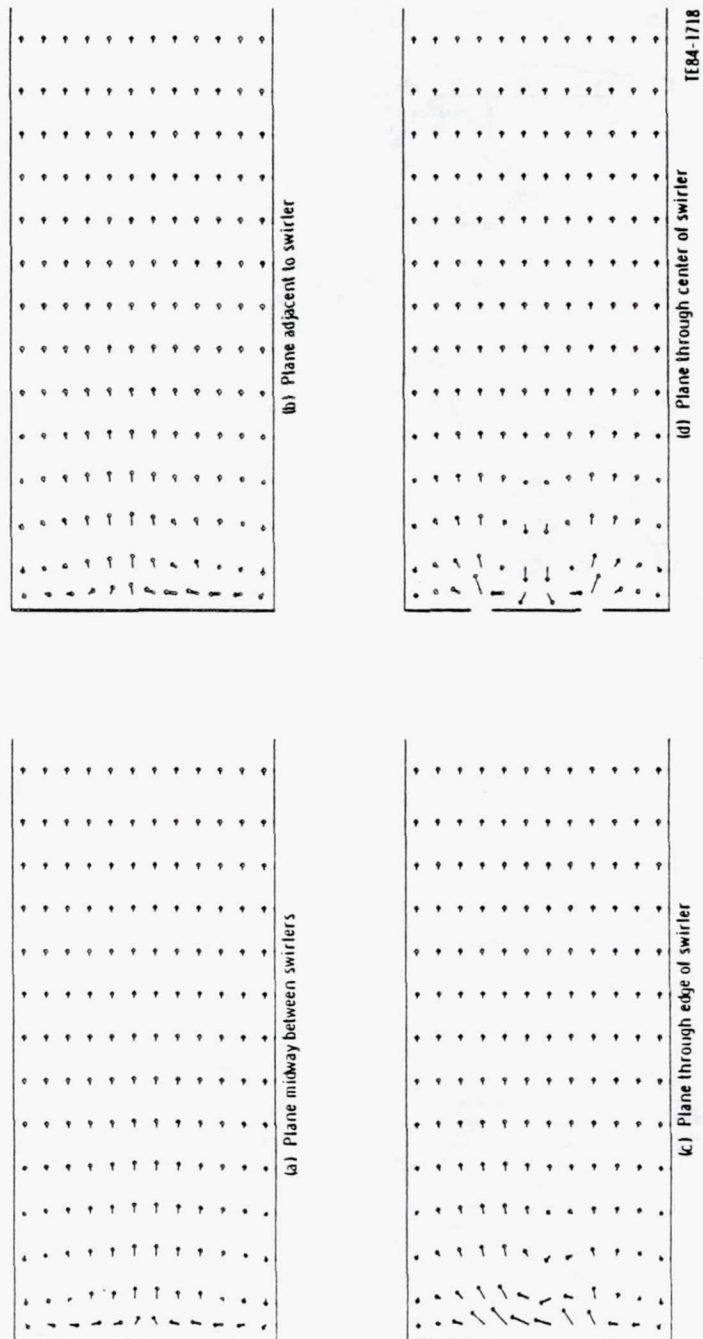 (a) Plane midway between swirlers
(b) Plane adjacent to swirler
(c) Plane through edge of swirler
(d) Plane through center of swirler
TE84-1718